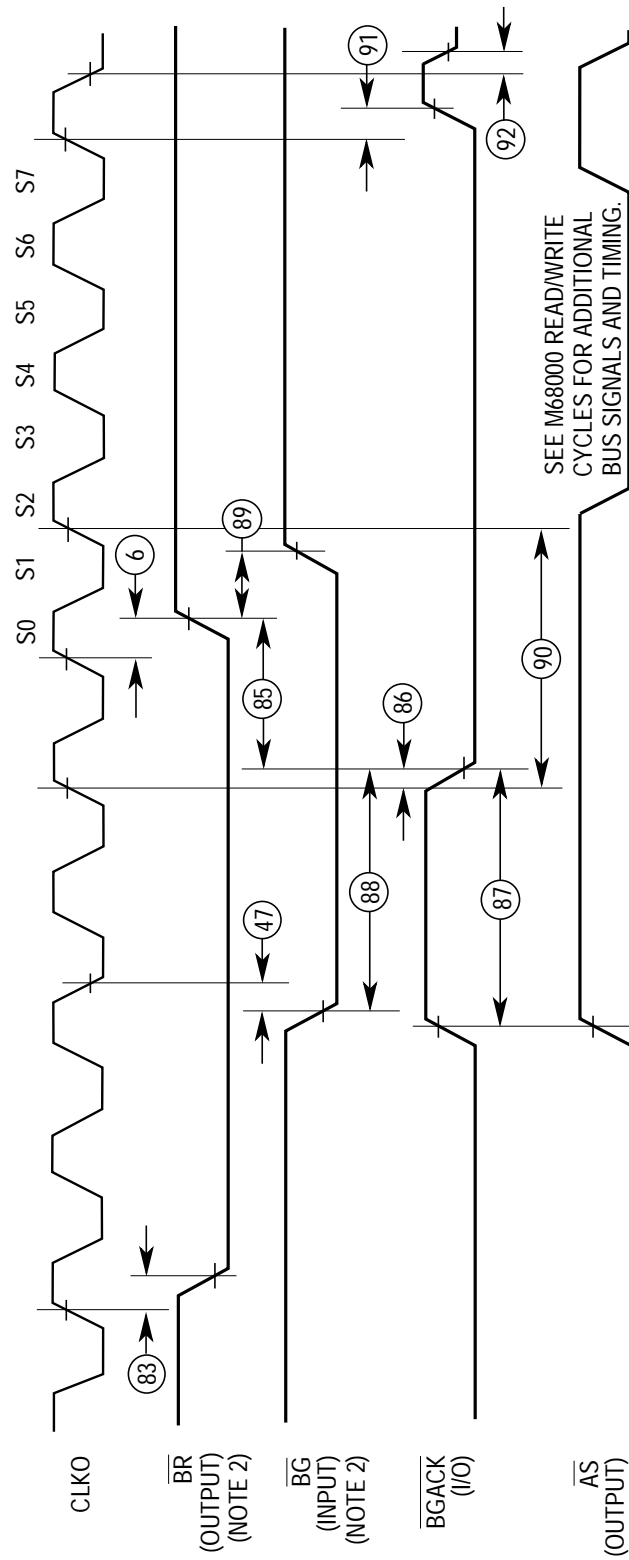 S0 S1 S2 S3 S4 S5 S6 S7
CLKO
83
6
BR
(OUTPUT)
(NOTE 2)
47
85
89
BG
(INPUT)
(NOTE 2)
88
86
91
BGACK
(I/O)
87
92
90
SEE M68000 READ/WRITE
CYCLES FOR ADDITIONAL
BUS SIGNALS AND TIMING.
AS
(OUTPUT)